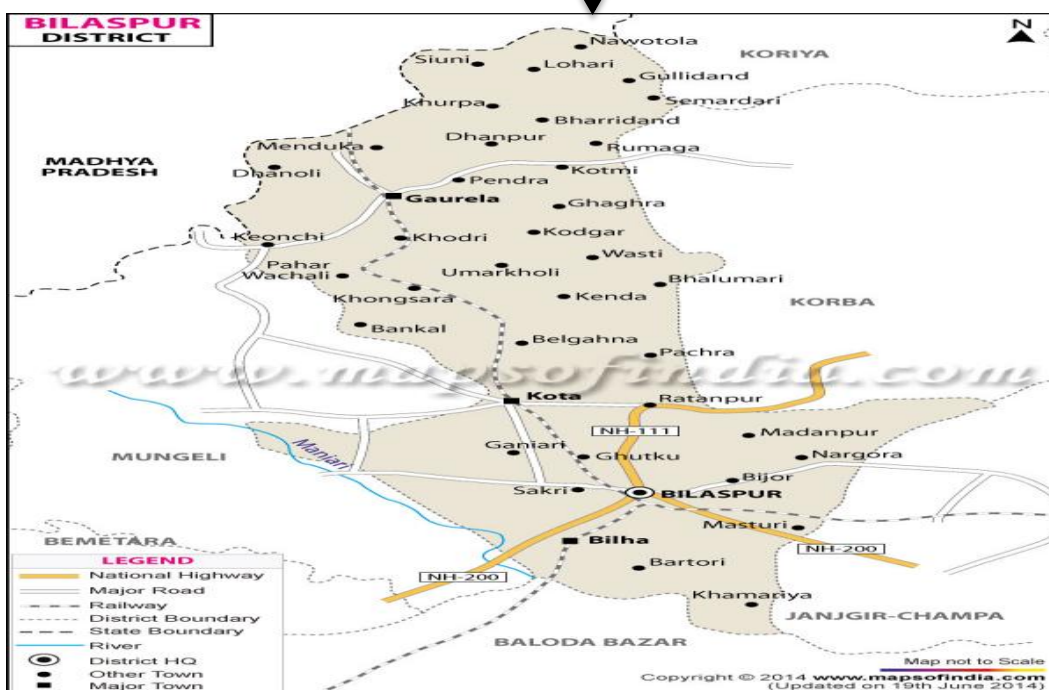 BILASPUR
DISTRICT
N
Nawotola
KORIYA
Siuni
Lohari
Gullidand
Khurpa
Semardari
Bharridand
Dhanpur
Menduka
Rumaga
MADHYA
PRADESH
Dhanoli
Kotmi
Pendra
Gaurela
Ghaghra
Keonchi
Khodri
Kodgar
Wasti
Pahar
Wachali
Umarkholi
Bhalumari
Khongsara
Kenda
KORBA
Bankal
Belgahna
Pachra
www.mapsofindia.com
Kota
Ratanpur
NH-111
Madanpur
MUNGELI
Maniari
Ganiari
Ghutku
Nargora
Bijor
Sakri
BILASPUR
Masturi
BEMETARA
Bilha
NH-200
LEGEND
National Highway
Major Road
Railway
District Boundary
State Boundary
River
District HQ
Other Town
Major Town
NH-200
Bartori
Khamariya
JANJGIR-CHAMPA
BALODA BAZAR
Map not to Scale
Copyright © 2014 www.mapsofindia.com
(Updated on 19th June 2014)